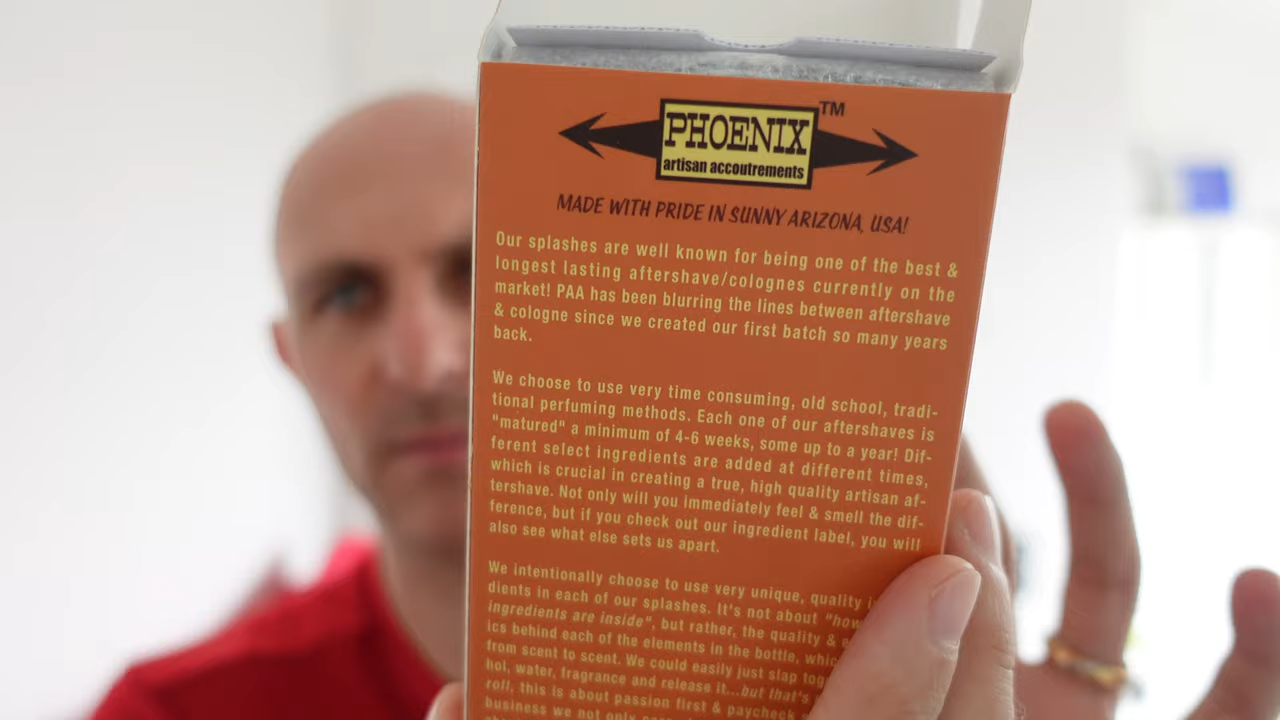 PHOENIX
TM
artisan accoutrements
MADE WITH PRIDE IN SUNNY ARIZONA, USA!
Our splashes are well known for being one of the best &
longest lasting aftershave/colognes currently on the
market! PAA has been blurring the lines between aftershave
& cologne since we created our first batch so many years
back.
We choose to use very time consuming, old school, tradi-
tional perfuming methods. Each one of our aftershaves is
"matured" a minimum of 4-6 weeks, some up to a year! Dif-
ferent select ingredients are added at different times,
which is crucial in creating a true, high quality artisan af-
tershave. Not only will you immediately feel & smell the dif-
ference, but if you check out our ingredient label, you will
also see what else sets us apart.
We intentionally choose to use very unique, quality
dients in each of our splashes. It's not about "how
ingredients are inside", but rather, the quality &
ics behind each of the elements in the bottle,
from scent to scent. We could easily just slap
hol, water, fragrance and release it...but that's
roll, this is about passion first & paycheck
business we not only